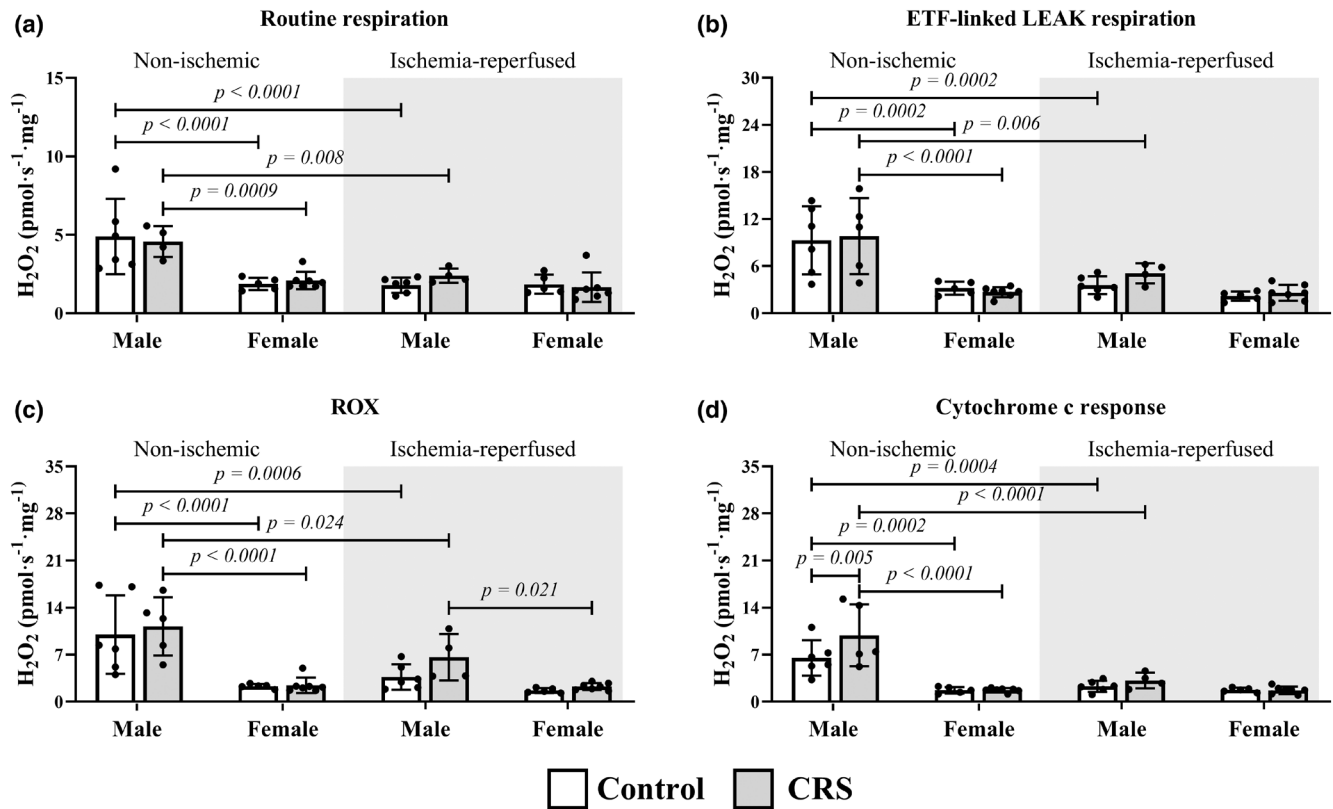 (a) Routine respiration
Non-ischemic Ischemia-reperfused
H₂O₂ (pmol·s⁻¹·mg⁻¹)
15
10
5
0
p < 0.0001
p < 0.0001
p = 0.008
p = 0.0009
Male Female Male Female
(b) ETF-linked LEAK respiration
Non-ischemic Ischemia-reperfused
H₂O₂ (pmol·s⁻¹·mg⁻¹)
30
24
18
12
6
0
p = 0.0002
p = 0.0002
p = 0.006
p < 0.0001
Male Female Male Female
(c) ROX
Non-ischemic Ischemia-reperfused
H₂O₂ (pmol·s⁻¹·mg⁻¹)
35
28
21
14
7
0
p = 0.0006
p < 0.0001
p = 0.024
p < 0.0001
p = 0.021
Male Female Male Female
(d) Cytochrome c response
Non-ischemic Ischemia-reperfused
H₂O₂ (pmol·s⁻¹·mg⁻¹)
35
28
21
14
7
0
p = 0.0004
p < 0.0001
p = 0.0002
p = 0.005
p < 0.0001
Male Female Male Female
Control CRS